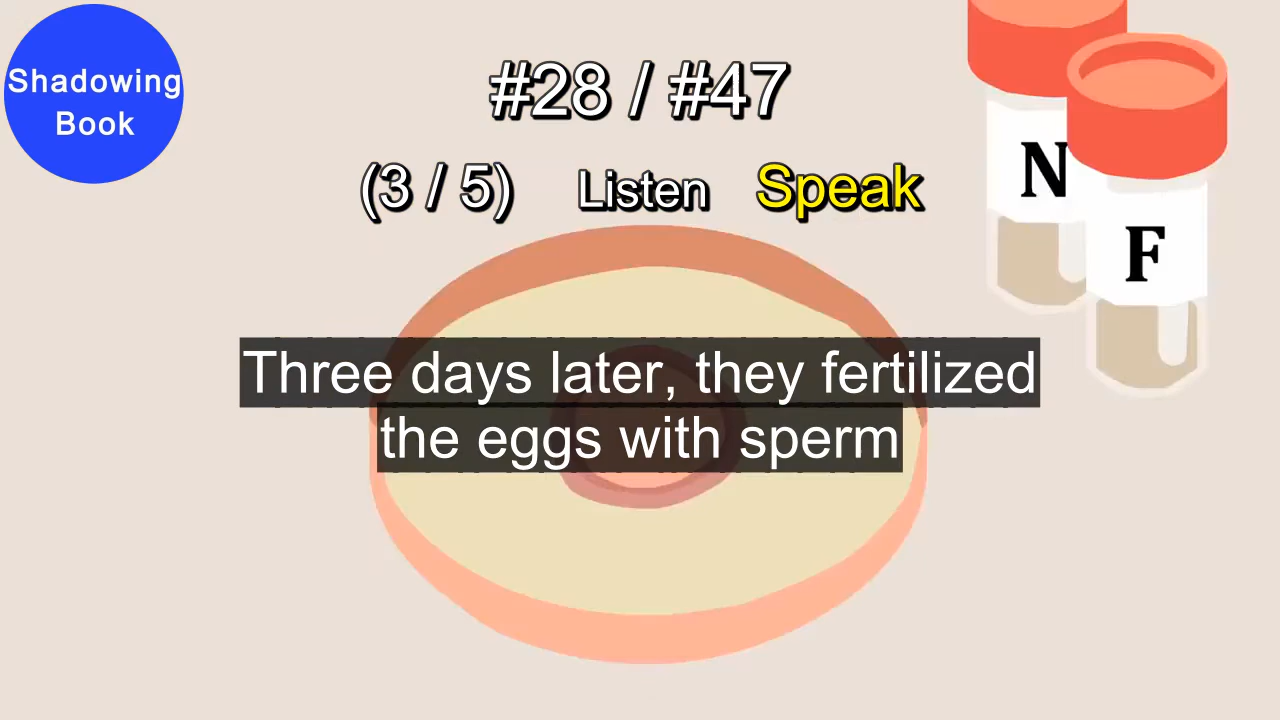 Shadowing
Book
#28 / #47
(3 / 5) Listen Speak
N
F
Three days later, they fertilized
the eggs with sperm